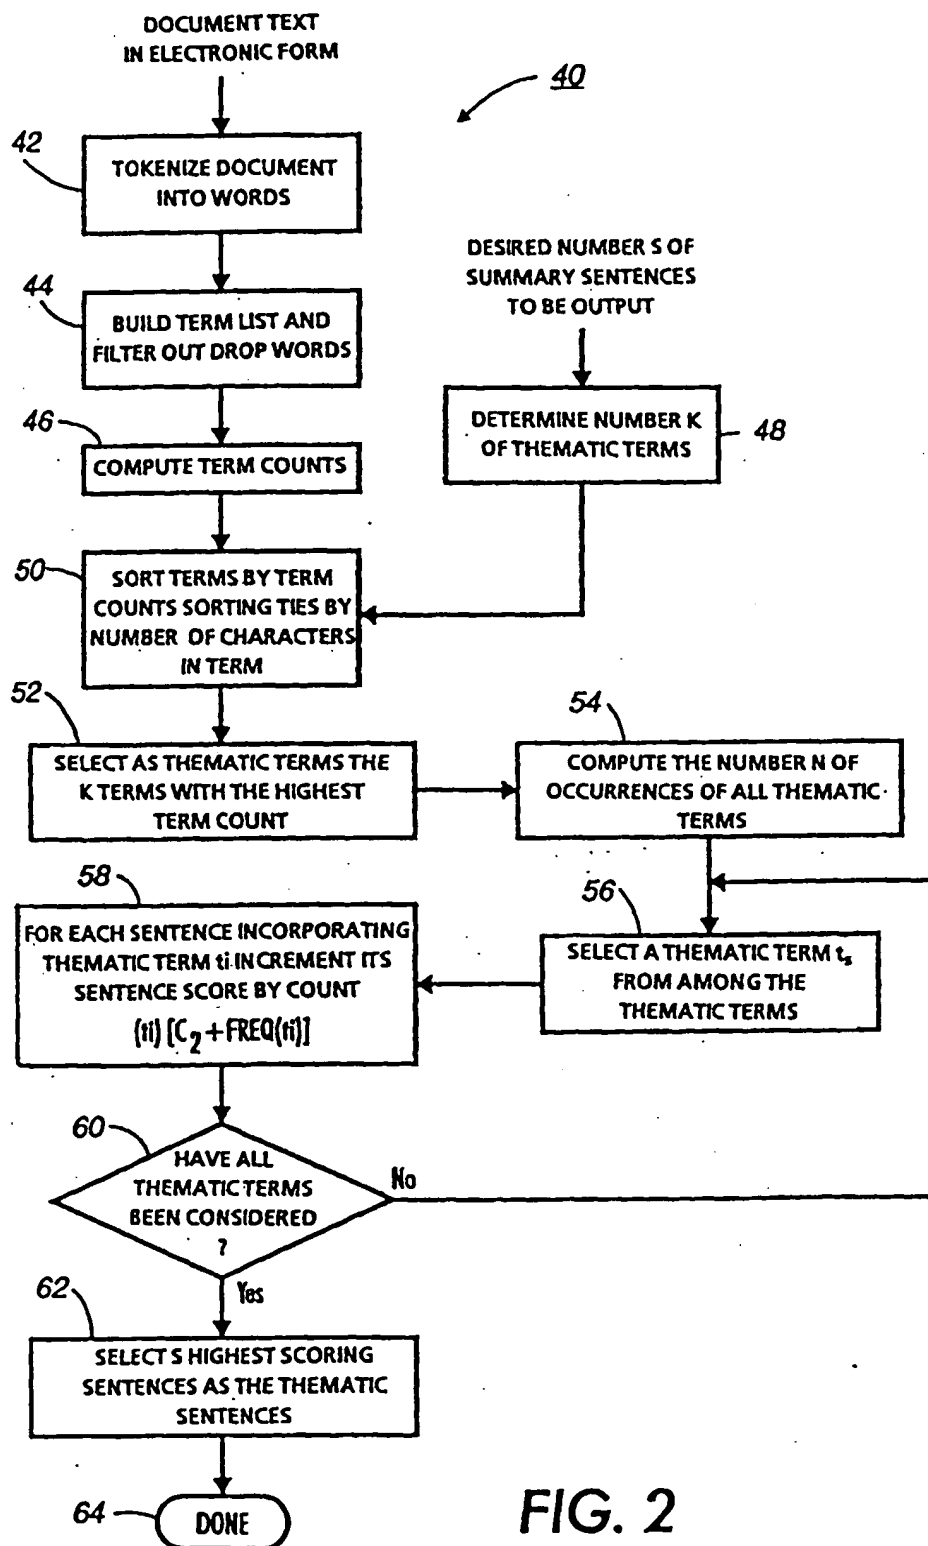 DOCUMENT TEXT
IN ELECTRONIC FORM
40
42
TOKENIZE DOCUMENT
INTO WORDS
44
BUILD TERM LIST AND
FILTER OUT DROP WORDS
DESIRED NUMBER S OF
SUMMARY SENTENCES
TO BE OUTPUT
46
COMPUTE TERM COUNTS
DETERMINE NUMBER K
OF THEMATIC TERMS
48
50
SORT TERMS BY TERM
COUNTS SORTING TIES BY
NUMBER OF CHARACTERS
IN TERM
52
SELECT AS THEMATIC TERMS THE
K TERMS WITH THE HIGHEST
TERM COUNT
54
COMPUTE THE NUMBER N OF
OCCURRENCES OF ALL THEMATIC
TERMS
56
SELECT A THEMATIC TERM ts
FROM AMONG THE
THEMATIC TERMS
58
FOR EACH SENTENCE INCORPORATING
THEMATIC TERM ti INCREMENT ITS
SENTENCE SCORE BY COUNT
(ti) [C2+FREQ(ti)]
60
HAVE ALL
THEMATIC TERMS
BEEN CONSIDERED
?
No
Yes
62
SELECT S HIGHEST SCORING
SENTENCES AS THE THEMATIC
SENTENCES
64
DONE
FIG. 2